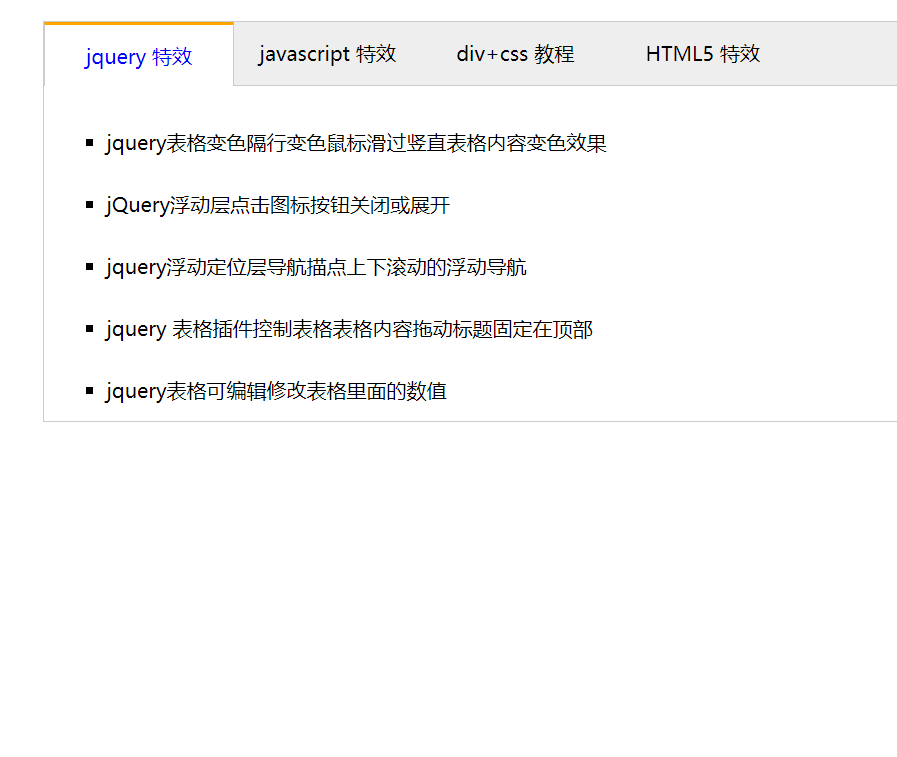 jquery 特效 javascript 特效 div+css 教程 HTML5 特效
jquery表格变色隔行变色鼠标滑过竖直表格内容变色效果
jQuery浮动层点击图标按钮关闭或展开
jquery浮动定位层导航描点上下滚动的浮动导航
jquery 表格插件控制表格表格内容拖动标题固定在顶部
jquery表格可编辑修改表格里面的数值